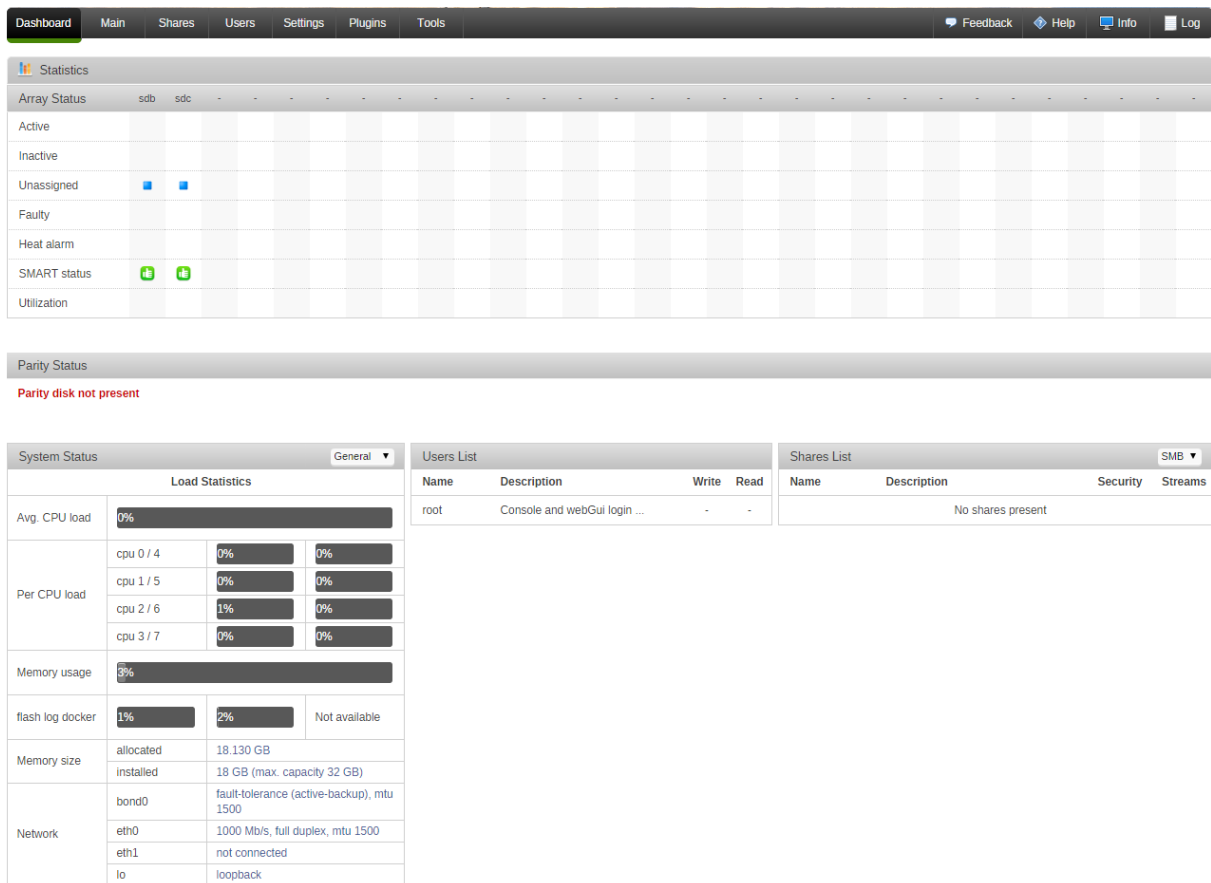 Dashboard Main Shares Users Settings Plugins Tools Feedback Help Info Log
Statistics
Array Status sdb sdc - - - - - - - - - - - - - - - - - - - - - - - - - - - -
Active
Inactive
Unassigned
Faulty
Heat alarm
SMART status
Utilization
Parity Status
Parity disk not present
System Status General ▼ Users List Shares List SMB ▼
Load Statistics Name Description Write Read Name Description Security Streams
Avg. CPU load 0% root Console and webGui login ... - - No shares present
Per CPU load
cpu 0 / 4 0% 0%
cpu 1 / 5 0% 0%
cpu 2 / 6 1% 0%
cpu 3 / 7 0% 0%
Memory usage 3%
flash log docker 1% 2% Not available
Memory size
allocated 18.130 GB
installed 18 GB (max. capacity 32 GB)
Network
bond0 fault-tolerance (active-backup), mtu
1500
eth0 1000 Mb/s, full duplex, mtu 1500
eth1 not connected
lo loopback